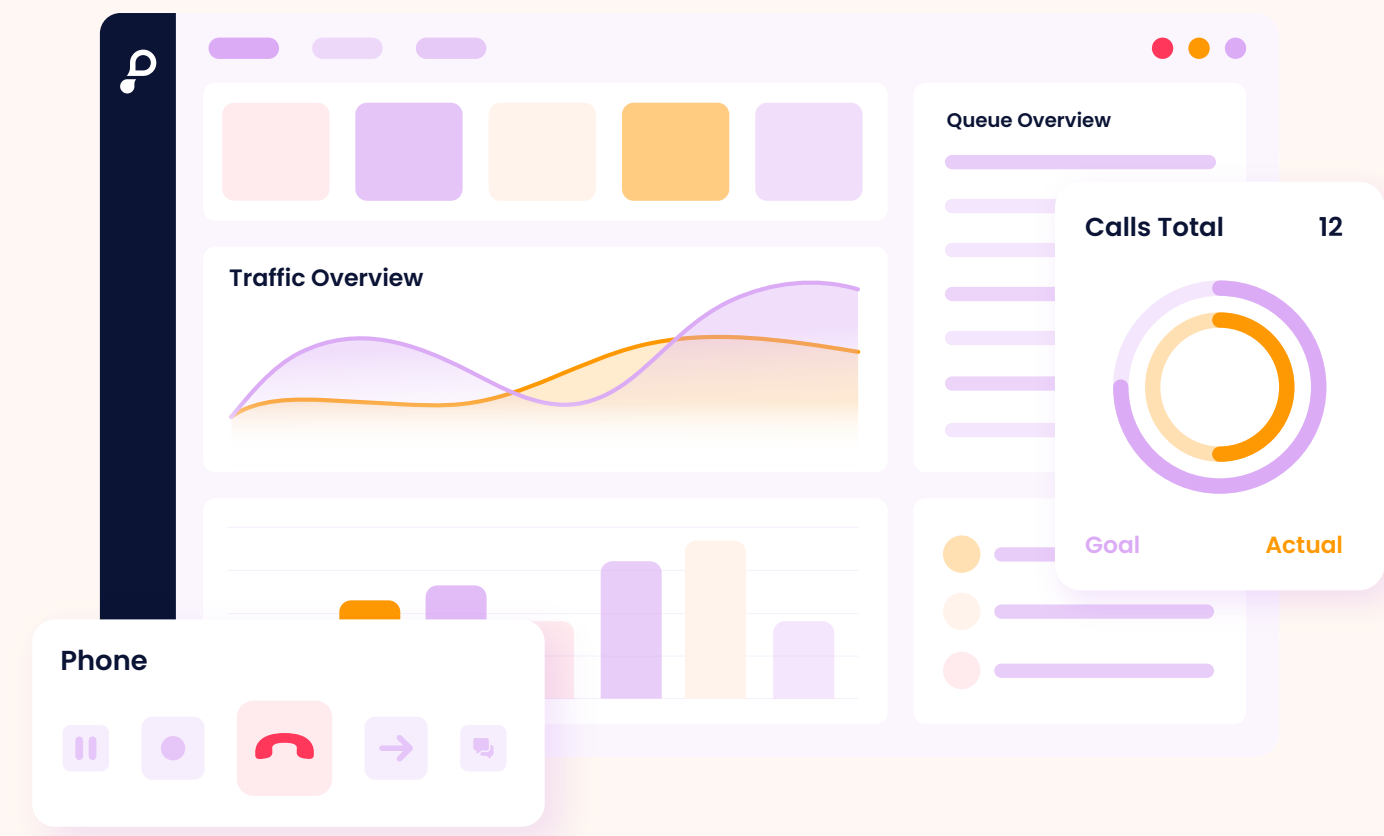 Queue Overview
Calls Total 12
Traffic Overview
Goal Actual
Phone